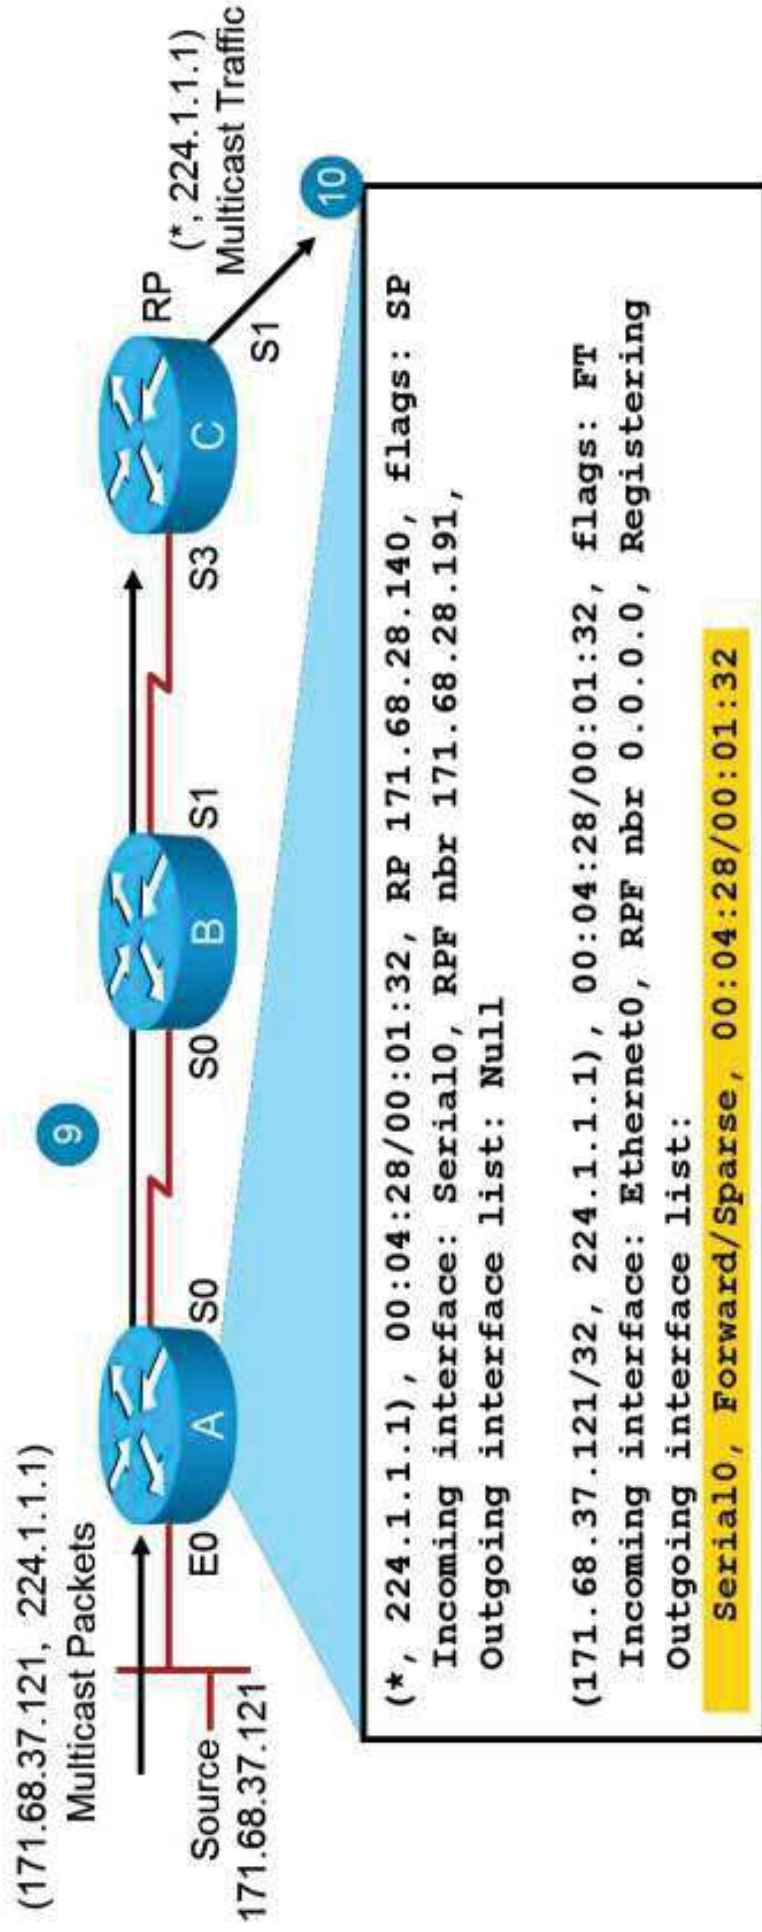 (171.68.37.121, 224.1.1.1)
Multicast Packets
9
(*, 224.1.1.1)
Multicast Traffic
RP
A
B
C
E0
S0
S0
S1
S3
S1
Source
171.68.37.121
10
(*, 224.1.1.1), 00:04:28/00:01:32, RP 171.68.28.140, flags: SP
Incoming interface: Serial0, RPF nbr 171.68.28.191,
Outgoing interface list: Null
(171.68.37.121/32, 224.1.1.1), 00:04:28/00:01:32, flags: FT
Incoming interface: Ethernet0, RPF nbr 0.0.0.0, Registering
Outgoing interface list:
Serial0, Forward/Sparse, 00:04:28/00:01:32